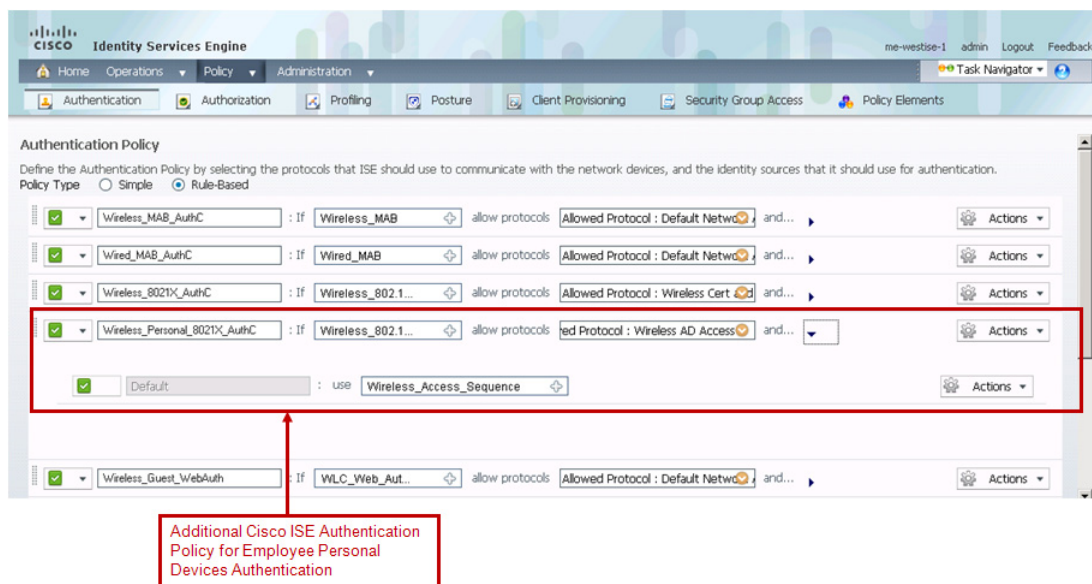 CISCO Identity Services Engine
me-westise-1 admin Logout Feedback
Home Operations Policy Administration Task Navigator
Authentication Authorization Profiling Posture Client Provisioning Security Group Access Policy Elements
Authentication Policy
Define the Authentication Policy by selecting the protocols that ISE should use to communicate with the network devices, and the identity sources that it should use for authentication.
Policy Type Simple Rule-Based
Wireless_MAB_AuthC : If Wireless_MAB allow protocols Allowed Protocol : Default Netwo and... Actions
Wired_MAB_AuthC : If Wired_MAB allow protocols Allowed Protocol : Default Netwo and... Actions
Wireless_8021X_AuthC : If Wireless_802.1... allow protocols Allowed Protocol : Wireless Cert and... Actions
Wireless_Personal_8021X_AuthC : If Wireless_802.1... allow protocols ed Protocol : Wireless AD Access and... Actions
Default : use Wireless_Access_Sequence Actions
Wireless_Guest_WebAuth : If WLC_Web_Aut... allow protocols Allowed Protocol : Default Netwo and... Actions
Additional Cisco ISE Authentication
Policy for Employee Personal
Devices Authentication